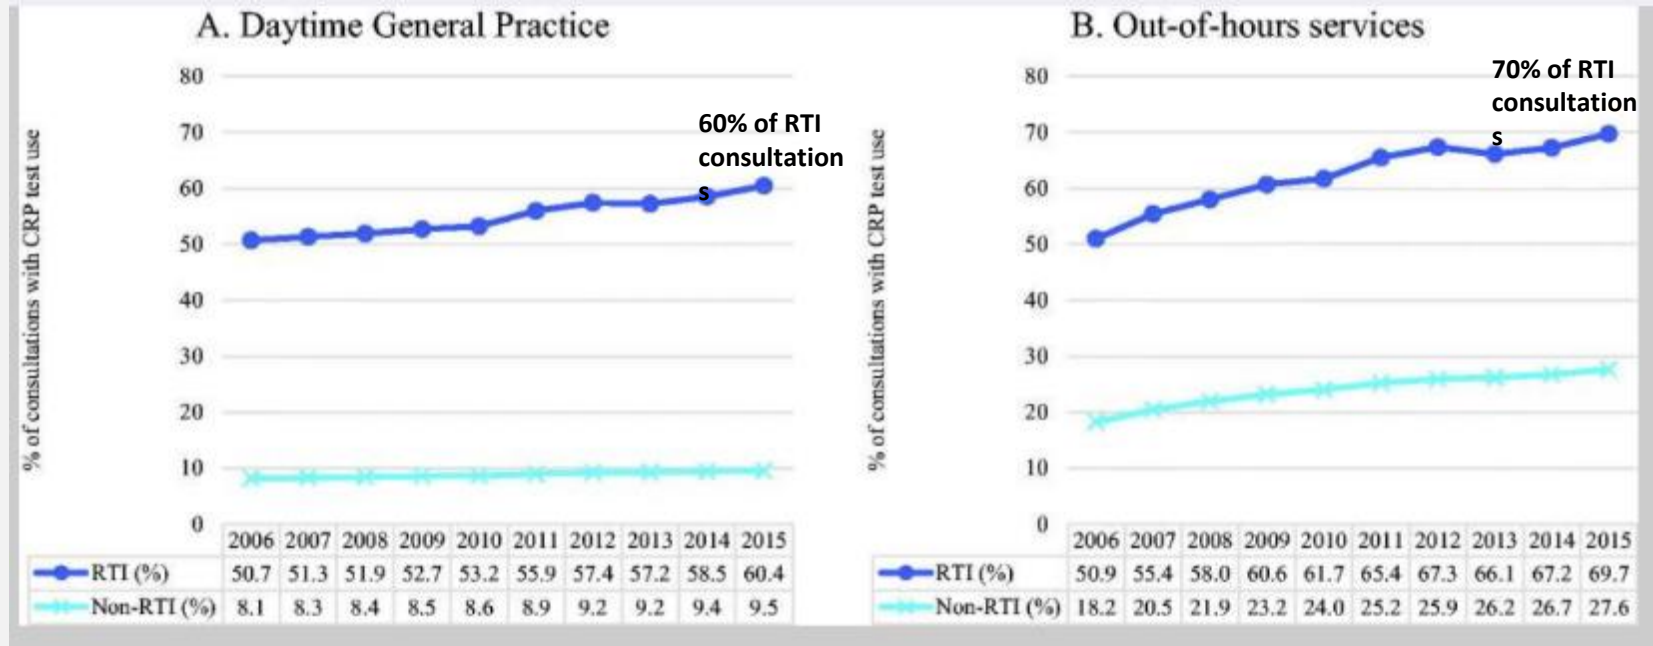 A. Daytime General Practice
% of consultations with CRP test use
80
70
60
50
40
30
20
10
0
60% of RTI
consultation
s
2006 2007 2008 2009 2010 2011 2012 2013 2014 2015
RTI (%) 50.7 51.3 51.9 52.7 53.2 55.9 57.4 57.2 58.5 60.4
Non-RTI (%) 8.1 8.3 8.4 8.5 8.6 8.9 9.2 9.2 9.4 9.5
B. Out-of-hours services
% of consultations with CRP test use
80
70
60
50
40
30
20
10
0
70% of RTI
consultation
s
2006 2007 2008 2009 2010 2011 2012 2013 2014 2015
RTI (%) 50.9 55.4 58.0 60.6 61.7 65.4 67.3 66.1 67.2 69.7
Non-RTI (%) 18.2 20.5 21.9 23.2 24.0 25.2 25.9 26.2 26.7 27.6